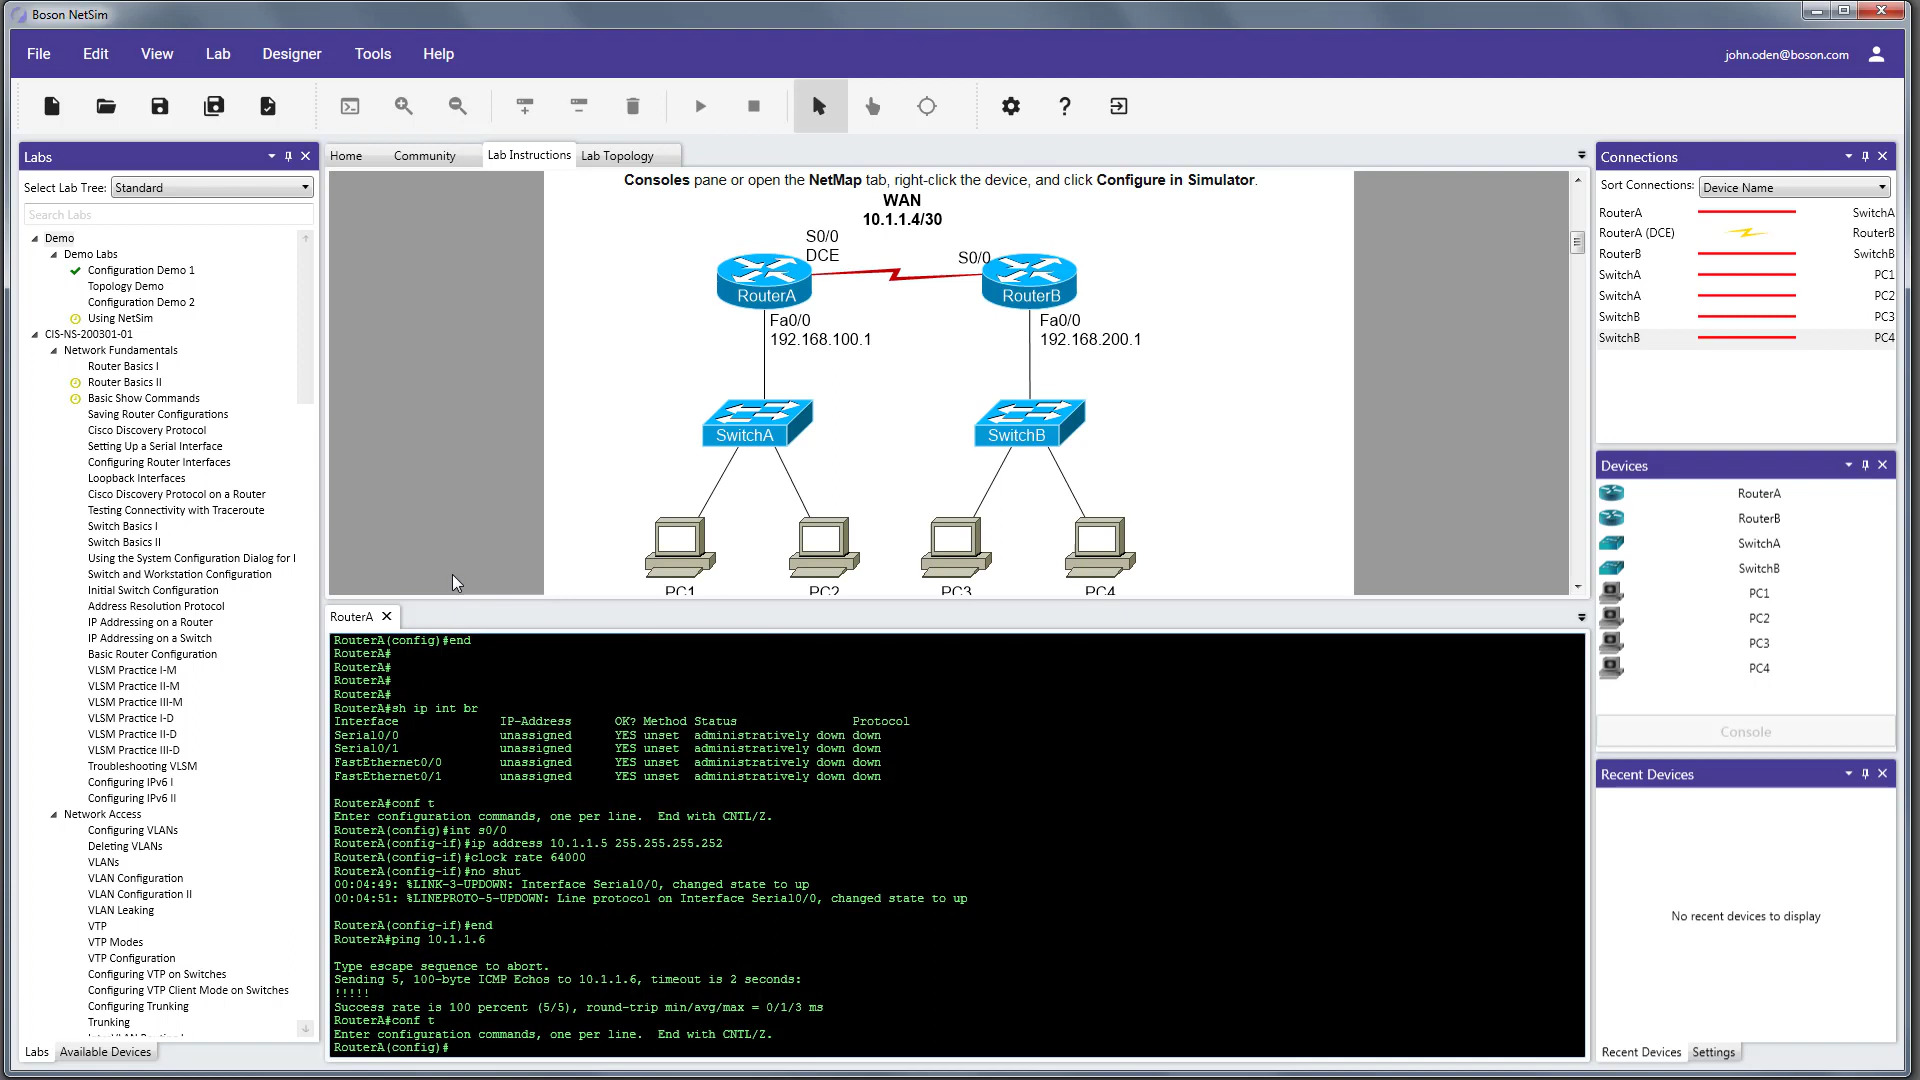 Boson NetSim
File Edit View Lab Designer Tools Help
john.oden@boson.com
Labs
Select Lab Tree: Standard
Search Labs
Demo
Demo Labs
Configuration Demo 1
Topology Demo
Configuration Demo 2
Using NetSim
CIS-NS-200301-01
Network Fundamentals
Router Basics I
Router Basics II
Basic Show Commands
Saving Router Configurations
Cisco Discovery Protocol
Setting Up a Serial Interface
Configuring Router Interfaces
Loopback Interfaces
Cisco Discovery Protocol on a Router
Testing Connectivity with Traceroute
Switch Basics I
Switch Basics II
Using the System Configuration Dialog for I
Switch and Workstation Configuration
Initial Switch Configuration
Address Resolution Protocol
IP Addressing on a Router
IP Addressing on a Switch
Basic Router Configuration
VLSM Practice I-M
VLSM Practice II-M
VLSM Practice III-M
VLSM Practice I-D
VLSM Practice II-D
VLSM Practice III-D
Troubleshooting VLSM
Configuring IPv6 I
Configuring IPv6 II
Network Access
Configuring VLANs
Deleting VLANs
VLANs
VLAN Configuration
VLAN Configuration II
VLAN Leaking
VTP
VTP Modes
VTP Configuration
Configuring VTP on Switches
Configuring VTP Client Mode on Switches
Configuring Trunking
Trunking
Labs Available Devices
Home Community Lab Instructions Lab Topology
Consoles pane or open the NetMap tab, right-click the device, and click Configure in Simulator.
WAN
10.1.1.4/30
S0/0
DCE
S0/0
RouterA RouterB
Fa0/0
192.168.100.1
Fa0/0
192.168.200.1
SwitchA SwitchB
PC1 PC2 PC3 PC4
RouterA
RouterA(config)#end
RouterA#
RouterA#
RouterA#
RouterA#
RouterA#sh ip int br
Interface IP-Address OK? Method Status Protocol
Serial0/0 unassigned YES unset administratively down down
Serial0/1 unassigned YES unset administratively down down
FastEthernet0/0 unassigned YES unset administratively down down
FastEthernet0/1 unassigned YES unset administratively down down
RouterA#conf t
Enter configuration commands, one per line. End with CNTL/Z.
RouterA(config)#int s0/0
RouterA(config-if)#ip address 10.1.1.5 255.255.255.252
RouterA(config-if)#clock rate 64000
RouterA(config-if)#no shut
00:04:49: %LINK-3-UPDOWN: Interface Serial0/0, changed state to up
00:04:51: %LINEPROTO-5-UPDOWN: Line protocol on Interface Serial0/0, changed state to up
RouterA(config-if)#end
RouterA#ping 10.1.1.6
Type escape sequence to abort.
Sending 5, 100-byte ICMP Echos to 10.1.1.6, timeout is 2 seconds:
!!!!!
Success rate is 100 percent (5/5), round-trip min/avg/max = 0/1/3 ms
RouterA#conf t
Enter configuration commands, one per line. End with CNTL/Z.
RouterA(config)#
Connections
Sort Connections: Device Name
RouterA SwitchA
RouterA (DCE) RouterB
RouterB SwitchB
SwitchA PC1
SwitchA PC2
SwitchB PC3
SwitchB PC4
Devices
RouterA
RouterB
SwitchA
SwitchB
PC1
PC2
PC3
PC4
Console
Recent Devices
No recent devices to display
Recent Devices Settings